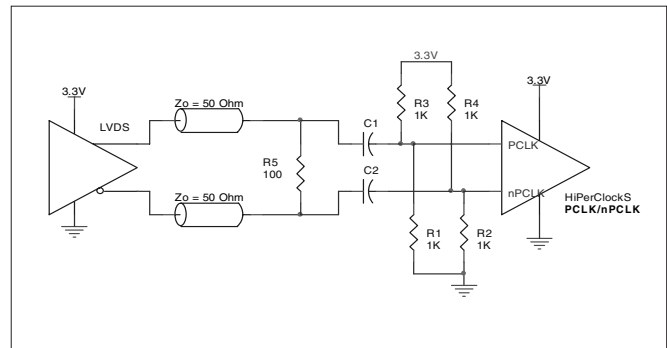 3.3V
3.3V
3.3V
Zo = 50 Ohm
LVDS
C1
R3
1K
R4
1K
PCLK
R5
100
Zo = 50 Ohm
C2
nPCLK
HiPerClockS
PCLK/nPCLK
R1
1K
R2
1K